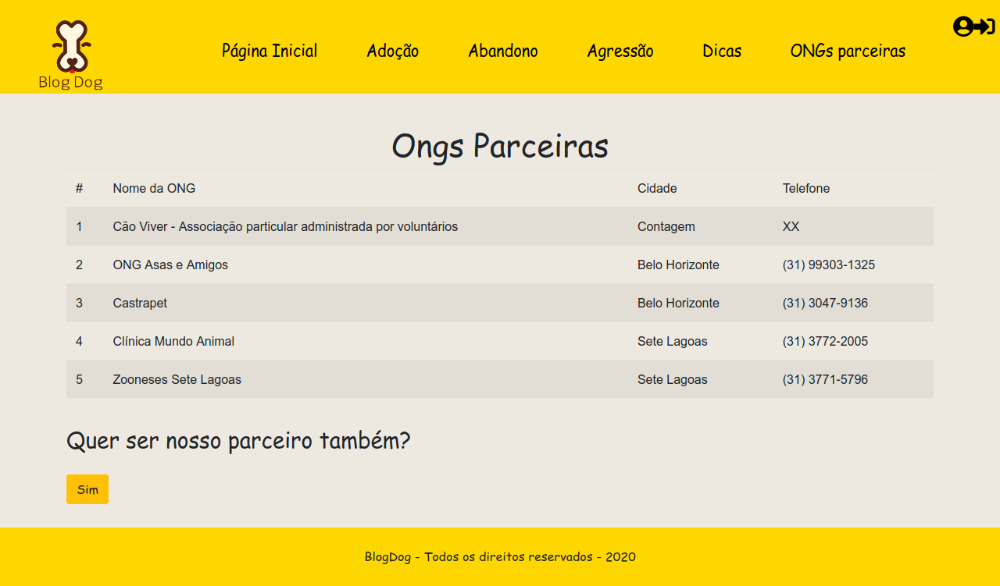 Blog Dog
Página Inicial Adoção Abandono Agressão Dicas ONGs parceiras
Ongs Parceiras
# Nome da ONG Cidade Telefone
1 Cão Viver - Associação particular administrada por voluntários Contagem XX
2 ONG Asas e Amigos Belo Horizonte (31) 99303-1325
3 Castrapet Belo Horizonte (31) 3047-9136
4 Clínica Mundo Animal Sete Lagoas (31) 3772-2005
5 Zooneses Sete Lagoas Sete Lagoas (31) 3771-5796
Quer ser nosso parceiro também?
Sim
BlogDog - Todos os direitos reservados - 2020